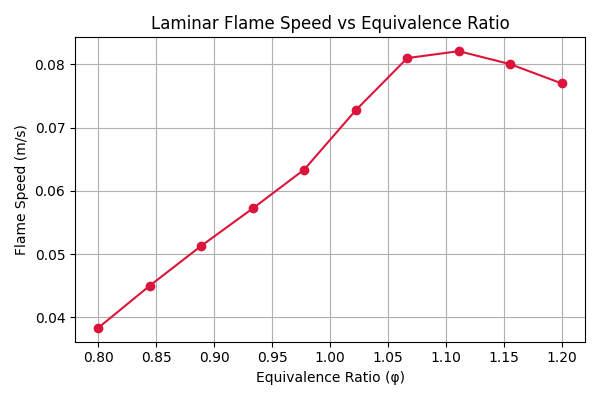 Laminar Flame Speed vs Equivalence Ratio
Flame Speed (m/s)
0.08
0.07
0.06
0.05
0.04
0.80 0.85 0.90 0.95 1.00 1.05 1.10 1.15 1.20
Equivalence Ratio (φ)